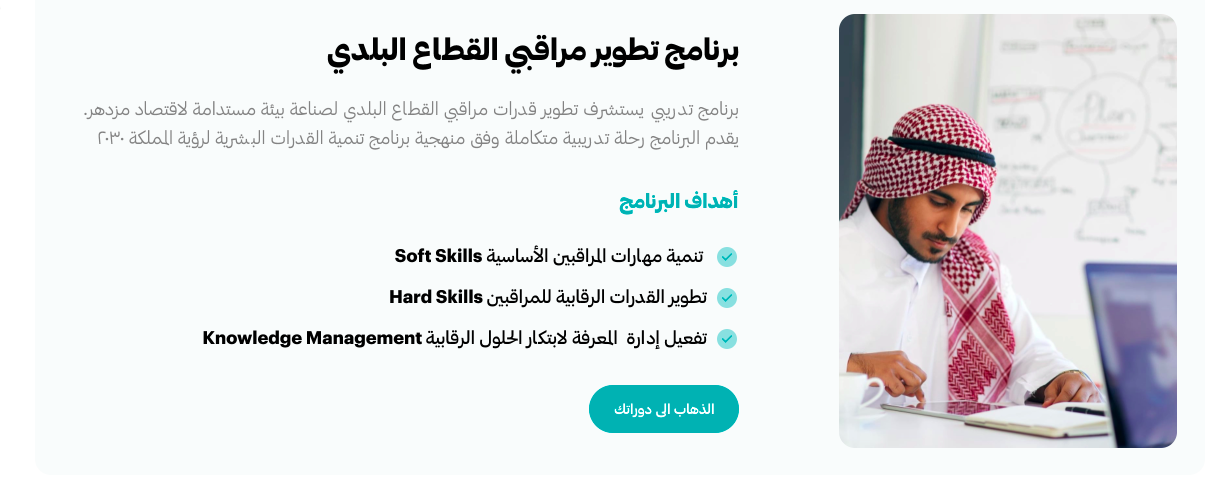 برنامج تطوير مراقبي القطاع البلدي
برنامج تدريبي يستشرف تطوير قدرات مراقبي القطاع البلدي لصناعة بيئة مستدامة لاقتصاد مزدهر.
يقدم البرنامج رحلة تدريبية متكاملة وفق منهجية برنامج تنمية القدرات البشرية لرؤية المملكة ٢٠٣٠
أهداف البرنامج
تنمية مهارات المراقبين الأساسية Soft Skills
تطوير القدرات الرقابية للمراقبين Hard Skills
تفعيل إدارة المعرفة لابتكار الحلول الرقابية Knowledge Management
الذهاب الى دوراتك
Plan